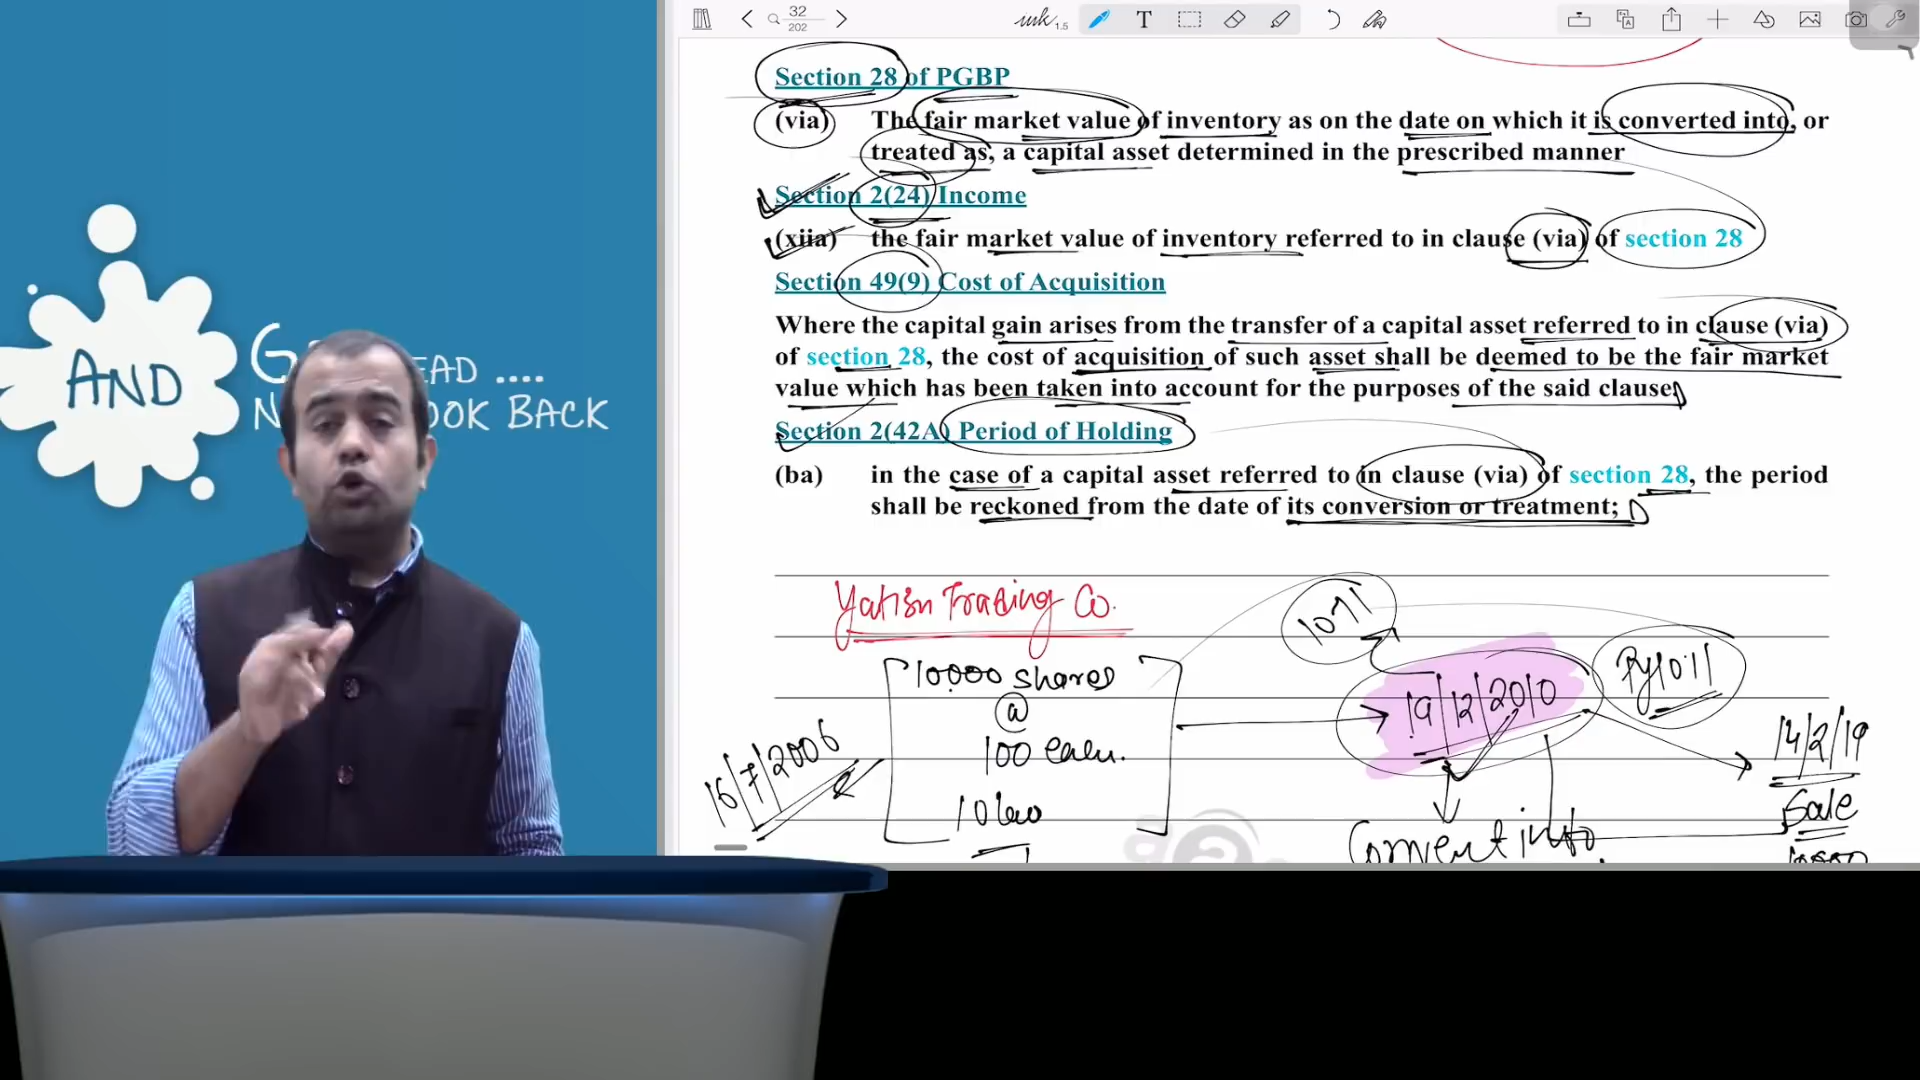 32
202
ink 1.5
T
Section 28 of PGBP
(via) The fair market value of inventory as on the date on which it is converted into, or
treated as, a capital asset determined in the prescribed manner
Section 2(24) Income
(xiia) the fair market value of inventory referred to in clause (via) of section 28
Section 49(9) Cost of Acquisition
Where the capital gain arises from the transfer of a capital asset referred to in clause (via)
of section 28, the cost of acquisition of such asset shall be deemed to be the fair market
value which has been taken into account for the purposes of the said clause.
Section 2(42A) Period of Holding
(ba) in the case of a capital asset referred to in clause (via) of section 28, the period
shall be reckoned from the date of its conversion or treatment;
AND
EAD ....
OOK BACK
Trading Co.
10000 shares
@
100 each.
16/7/2006
19/12/2010
PY1011
14/2/19
Sale
Convert into